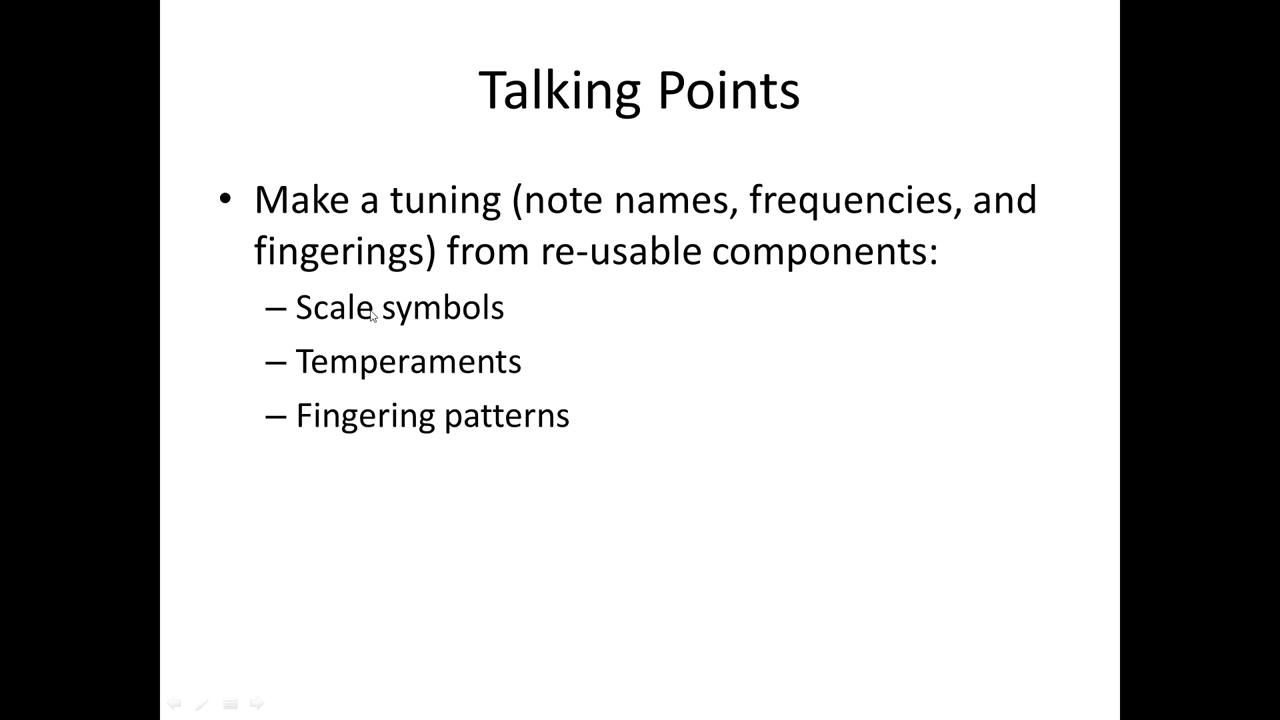 Talking Points
• Make a tuning (note names, frequencies, and
fingerings) from re-usable components:
– Scale symbols
– Temperaments
– Fingering patterns